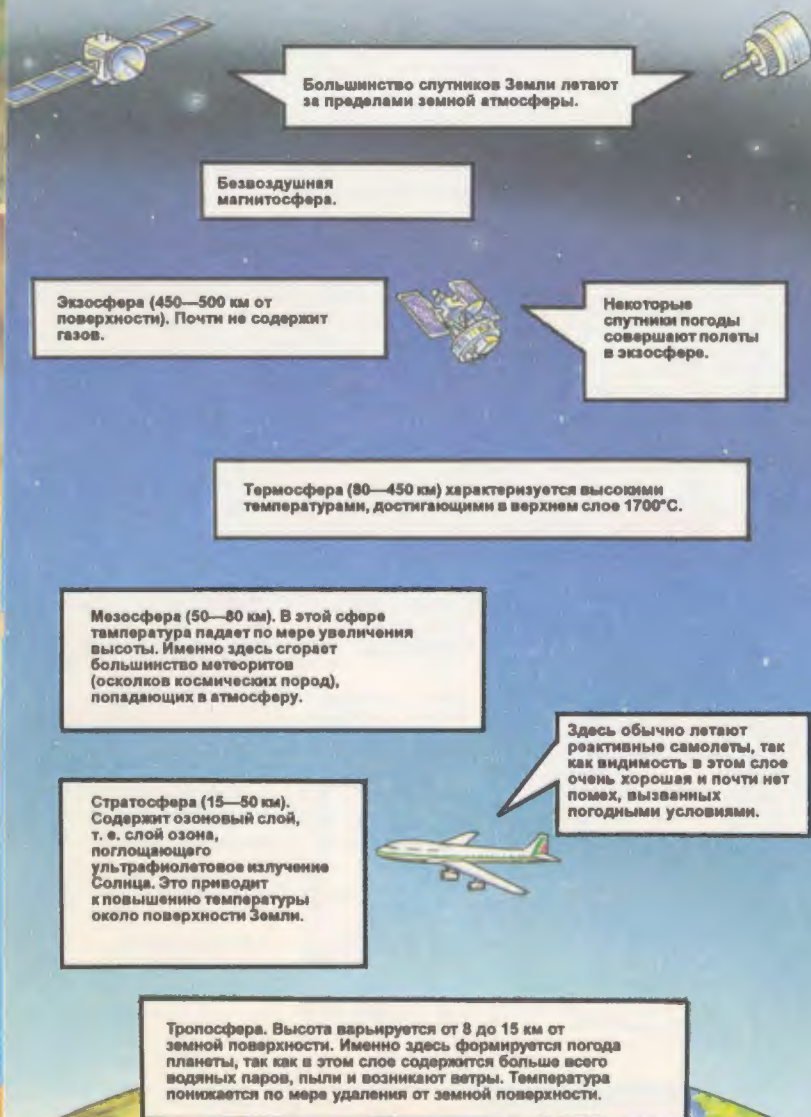 Большинство спутников Земли летают
за пределами земной атмосферы.
Безвоздушная
магнитосфера.
Экзосфера (450—500 км от
поверхности). Почти не содержит
газов.
Некоторые
спутники погоды
совершают полеты
в экзосфере.
Термосфера (80—450 км) характеризуется высокими
температурами, достигающими в верхнем слое 1700°С.
Мезосфера (50—80 км). В этой сфере
тампература падает по мере увеличения
высоты. Именно здесь сгорает
большинство метеоритов
(осколков космических пород),
попадающих в атмосферу.
Здесь обычно летают
реактивные самолеты, так
как видимость в этом слое
очень хорошая и почти нет
помех, вызванных
погодными условиями.
Стратосфера (15—50 км).
Содержит озоновый слой,
т. е. слой озона,
поглощающего
ультрафиолетовое излучение
Солнца. Это приводит
к повышению температуры
около поверхности Земли.
Тропосфера. Высота варьируется от 8 до 15 км от
земной поверхности. Именно здесь формируется погода
планеты, так как в этом слое содержится больше всего
водяных паров, пыли и возникают ветры. Температура
понижается по мере удаления от земной поверхности.